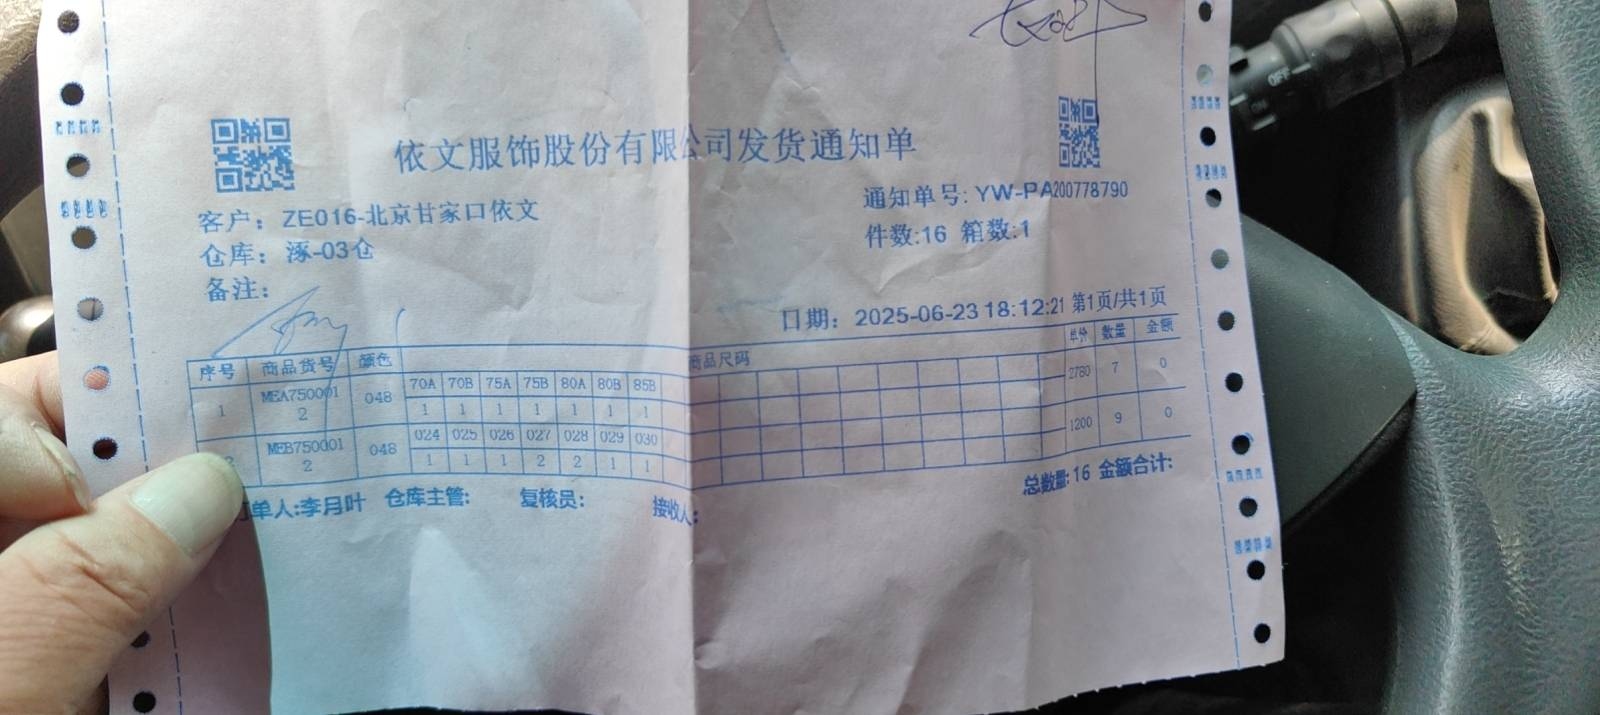 依文服饰股份有限公司发货通知单
客户: ZE016-北京甘家口依文
通知单号: YW-PA200778790
仓库: 涿-03仓
件数:16 箱数:1
备注:
日期: 2025-06-23 18:12:21 第1页/共1页
序号 商品货号 颜色 商品尺码 单价 数量 金额
1 MEA7500012 048 70A 70B 75A 75B 80A 80B 85B 2780 7 0
1 1 1 1 1 1 1
2 MEB7500012 048 024 025 026 027 028 029 030 1200 9 0
1 1 1 2 2 1 1
单人:李月叶 仓库主管: 复核员: 接收人: 总数量:16 金额合计:
OFF